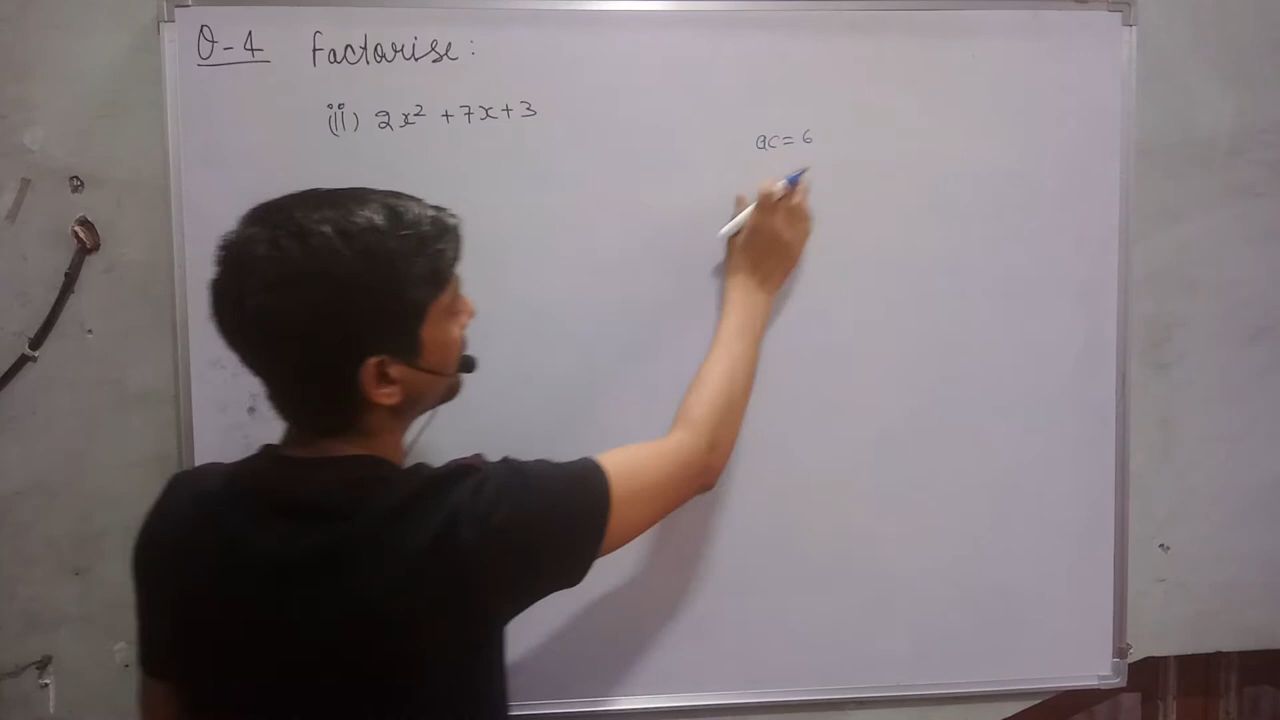 Q-4 Factorise:
(ii) 2x² + 7x + 3
ac = 6